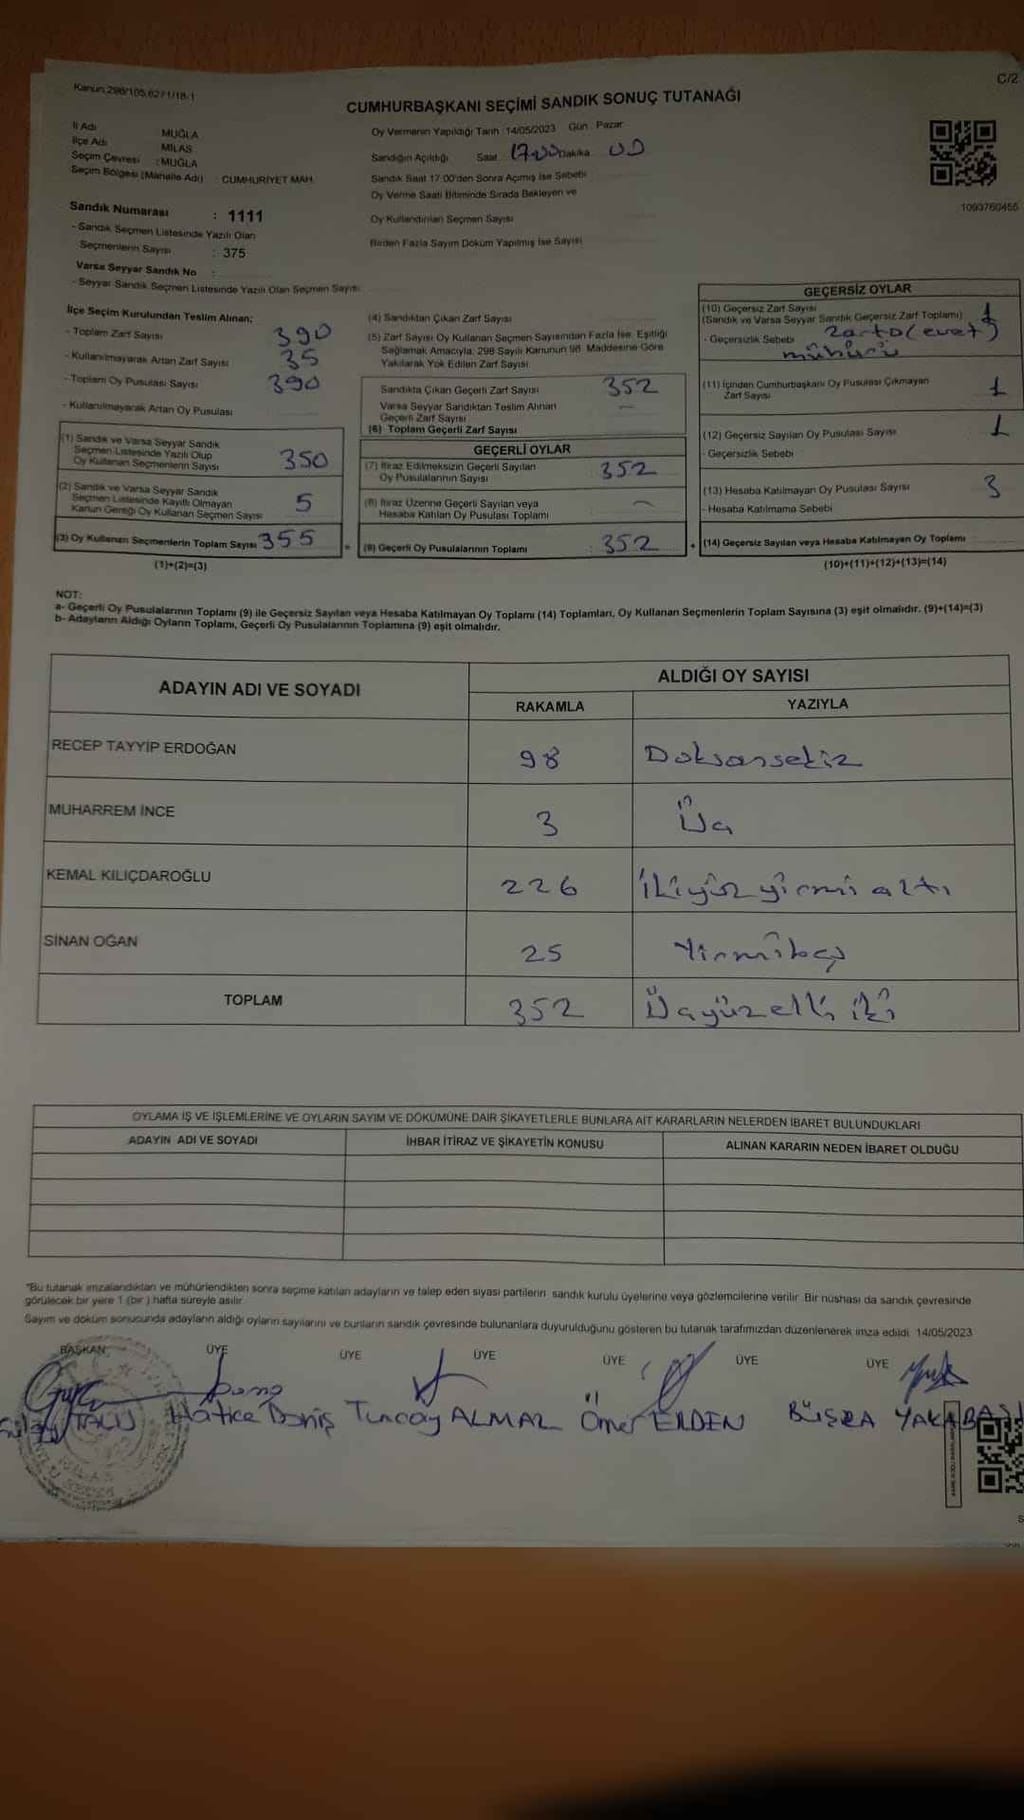 Kanun:298/105,6271/18-1
C/2
CUMHURBAŞKANI SEÇİMİ SANDIK SONUÇ TUTANAĞI
İl Adı : MUĞLA
İlçe Adı : MİLAS
Seçim Çevresi : MUĞLA
Seçim Bölgesi (Mahalle Adı) : CUMHURİYET MAH.
Oy Vermenin Yapıldığı Tarih :14/05/2023 Gün : Pazar
Sandığın Açıldığı Saat 17:00 Dakika 00
Sandık Saat 17:00'den Sonra Açılmış İse Sebebi
Oy Verme Saati Bitiminde Sırada Bekleyen ve
Oy Kullandırılan Seçmen Sayısı
Birden Fazla Sayım Döküm Yapılmış İse Sayısı
1093760455
Sandık Numarası : 1111
- Sandık Seçmen Listesinde Yazılı Olan
Seçmenlerin Sayısı : 375
Varsa Seyyar Sandık No :
- Seyyar Sandık Seçmen Listesinde Yazılı Olan Seçmen Sayısı:
İlçe Seçim Kurulundan Teslim Alınan;
- Toplam Zarf Sayısı 390
- Kullanılmayarak Artan Zarf Sayısı 35
- Toplam Oy Pusulası Sayısı 390
- Kullanılmayarak Artan Oy Pusulası
(1) Sandık ve Varsa Seyyar Sandık
Seçmen Listesinde Yazılı Olup
Oy Kullanan Seçmenlerin Sayısı 350
(2) Sandık ve Varsa Seyyar Sandık
Seçmen Listesinde Kayıtlı Olmayan
Kanun Gereği Oy Kullanan Seçmen Sayısı 5
(3) Oy Kullanan Seçmenlerin Toplam Sayısı 355
(1)+(2)=(3)
(4) Sandıktan Çıkan Zarf Sayısı
(5) Zarf Sayısı Oy Kullanan Seçmen Sayısından Fazla İse, Eşitliği
Sağlamak Amacıyla, 298 Sayılı Kanunun 98. Maddesine Göre
Yakılarak Yok Edilen Zarf Sayısı
Sandıkta Çıkan Geçerli Zarf Sayısı 352
Varsa Seyyar Sandıktan Teslim Alınan
Geçerli Zarf Sayısı —
(6) Toplam Geçerli Zarf Sayısı
GEÇERLİ OYLAR
(7) İtiraz Edilmeksizin Geçerli Sayılan
Oy Pusulalarının Sayısı 352
(8) İtiraz Üzerine Geçerli Sayılan veya
Hesaba Katılan Oy Pusulası Toplamı —
= (9) Geçerli Oy Pusulalarının Toplamı : 352
GEÇERSİZ OYLAR
(10) Geçersiz Zarf Sayısı 1
(Sandık ve Varsa Seyyar Sandık Geçersiz Zarf Toplamı)
- Geçersizlik Sebebi zarfa (evet)
mühürü
(11) İçinden Cumhurbaşkanı Oy Pusulası Çıkmayan
Zarf Sayısı 1
(12) Geçersiz Sayılan Oy Pusulası Sayısı 1
- Geçersizlik Sebebi
(13) Hesaba Katılmayan Oy Pusulası Sayısı 3
- Hesaba Katılmama Sebebi
+ (14) Geçersiz Sayılan veya Hesaba Katılmayan Oy Toplamı
(10)+(11)+(12)+(13)=(14)
NOT:
a- Geçerli Oy Pusulalarının Toplamı (9) ile Geçersiz Sayılan veya Hesaba Katılmayan Oy Toplamı (14) Toplamları, Oy Kullanan Seçmenlerin Toplam Sayısına (3) eşit olmalıdır. (9)+(14)=(3)
b- Adayların Aldığı Oyların Toplamı, Geçerli Oy Pusulalarının Toplamına (9) eşit olmalıdır.
ADAYIN ADI VE SOYADI
ALDIĞI OY SAYISI
RAKAMLA YAZIYLA
RECEP TAYYİP ERDOĞAN 98 Doksansekiz
MUHARREM İNCE 3 Üç
KEMAL KILIÇDAROĞLU 226 İkiyüz yirmi altı
SİNAN OĞAN 25 Yirmibeş
TOPLAM 352 Üçyüzelli iki
OYLAMA İŞ VE İŞLEMLERİNE VE OYLARIN SAYIM VE DÖKÜMÜNE DAİR ŞİKAYETLERLE BUNLARA AİT KARARLARIN NELERDEN İBARET BULUNDUKLARI
ADAYIN ADI VE SOYADI İHBAR İTİRAZ VE ŞİKAYETİN KONUSU ALINAN KARARIN NEDEN İBARET OLDUĞU
*Bu tutanak imzalandıktan ve mühürlendikten sonra seçime katılan adayların ve talep eden siyasi partilerin sandık kurulu üyelerine veya gözlemcilerine verilir. Bir nüshası da sandık çevresinde
görülecek bir yere 1 (bir) hafta süreyle asılır.
Sayım ve döküm sonucunda adayların aldığı oyların sayılarını ve bunların sandık çevresinde bulunanlara duyurulduğunu gösteren bu tutanak tarafımızdan düzenlenerek imza edildi. 14/05/2023
BAŞKAN ÜYE ÜYE ÜYE ÜYE ÜYE ÜYE
Hatice Deniş Tuncay ALMAZ Ömer ERDEN BÜŞRA YAKABAŞI